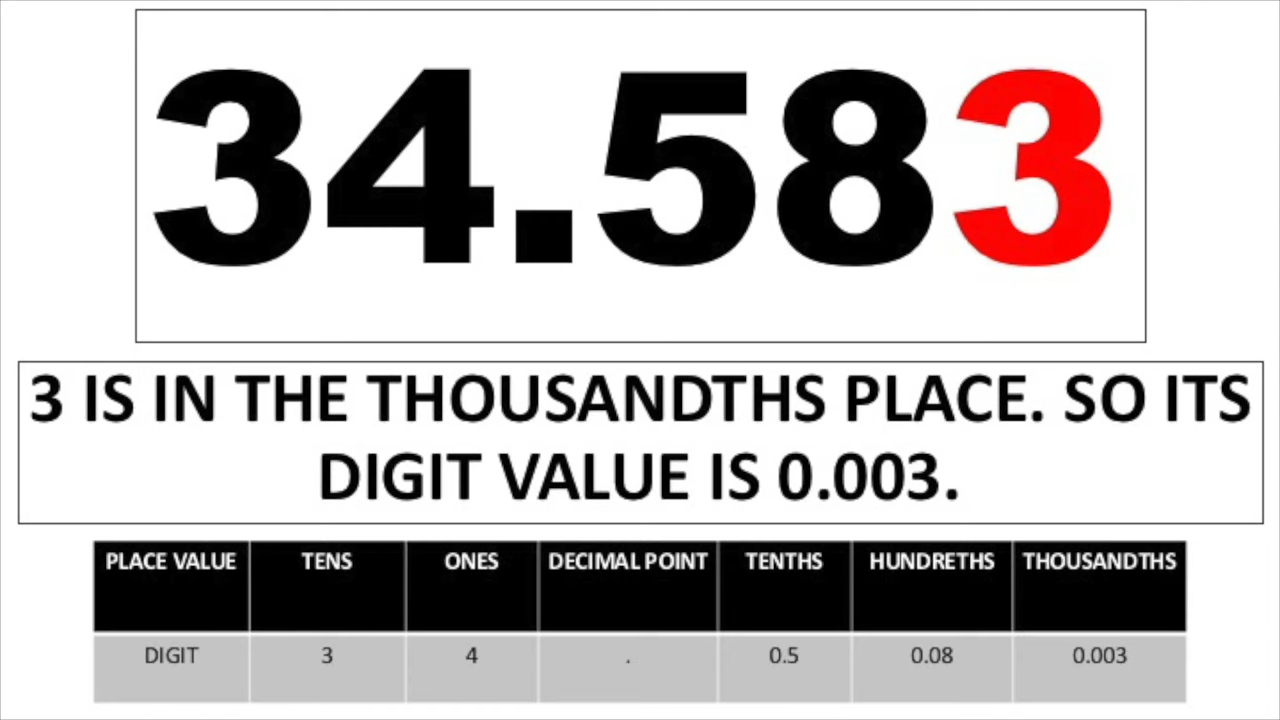 34.583
3 IS IN THE THOUSANDTHS PLACE. SO ITS
DIGIT VALUE IS 0.003.
PLACE VALUE TENS ONES DECIMAL POINT TENTHS HUNDRETHS THOUSANDTHS
DIGIT 3 4 . 0.5 0.08 0.003